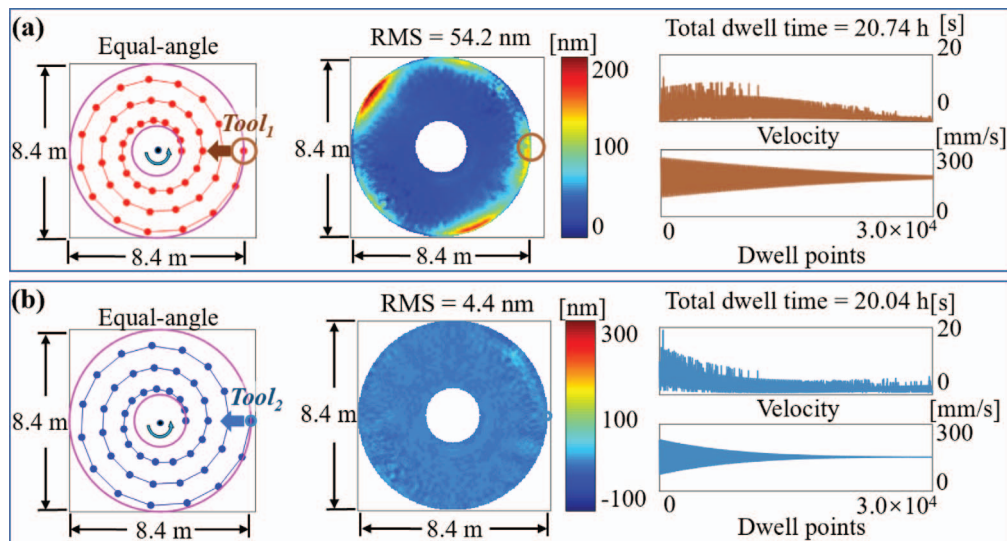 (a)
Equal-angle
Tool₁
8.4 m
8.4 m
RMS = 54.2 nm
[nm]
200
100
0
8.4 m
8.4 m
Total dwell time = 20.74 h
[s]
20
0
Velocity
[mm/s]
300
0
0
3.0×10⁴
Dwell points
(b)
Equal-angle
Tool₂
8.4 m
8.4 m
RMS = 4.4 nm
[nm]
300
100
-100
8.4 m
8.4 m
Total dwell time = 20.04 h[s]
20
0
Velocity
[mm/s]
300
0
0
3.0×10⁴
Dwell points